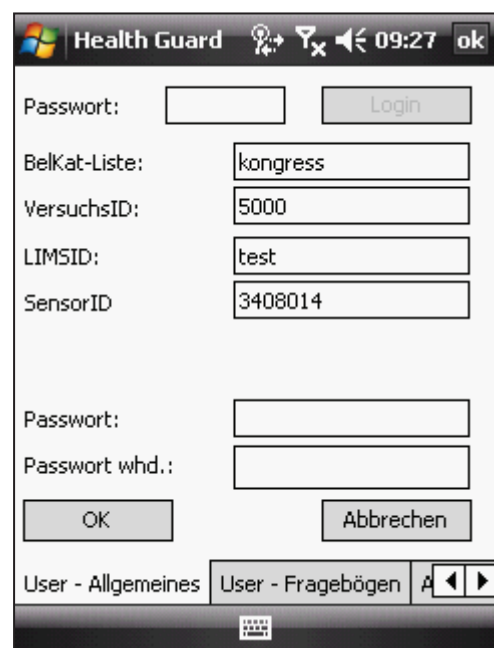 Health Guard 09:27 ok
Passwort: Login
BelKat-Liste: kongress
VersuchsID: 5000
LIMSID: test
SensorID 3408014
Passwort:
Passwort whd.:
OK Abbrechen
User - Allgemeines User - Fragebögen A